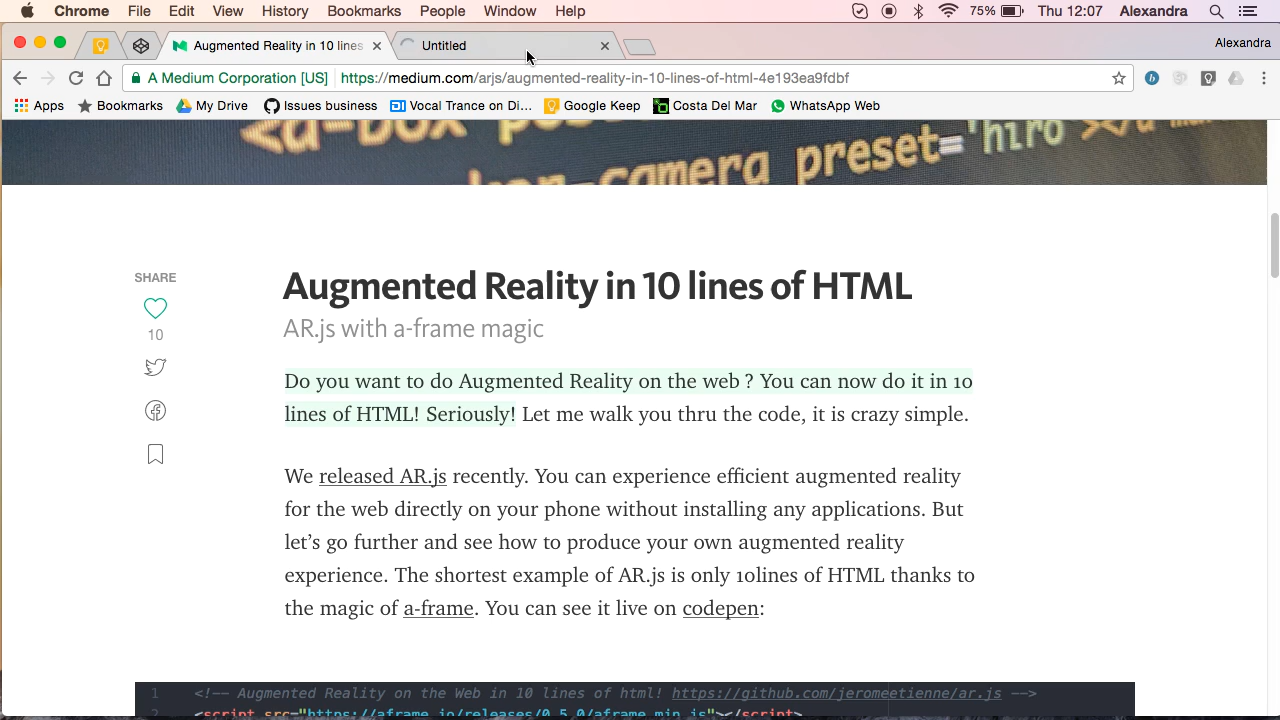 Chrome File Edit View History Bookmarks People Window Help 75% Thu 12:07 Alexandra
Augmented Reality in 10 lines Untitled Alexandra
A Medium Corporation [US] https://medium.com/arjs/augmented-reality-in-10-lines-of-html-4e193ea9fdbf
Apps Bookmarks My Drive Issues business Vocal Trance on Di... Google Keep Costa Del Mar WhatsApp Web
<a-box
camera preset='hiro'
SHARE
10
Augmented Reality in 10 lines of HTML
AR.js with a-frame magic
Do you want to do Augmented Reality on the web ? You can now do it in 10
lines of HTML! Seriously! Let me walk you thru the code, it is crazy simple.
We released AR.js recently. You can experience efficient augmented reality
for the web directly on your phone without installing any applications. But
let’s go further and see how to produce your own augmented reality
experience. The shortest example of AR.js is only 10lines of HTML thanks to
the magic of a-frame. You can see it live on codepen:
1 <!-- Augmented Reality on the Web in 10 lines of html! https://github.com/jeromeetienne/ar.js -->
2 <script src="https://aframe.io/releases/0.5.0/aframe.min.js"></script>